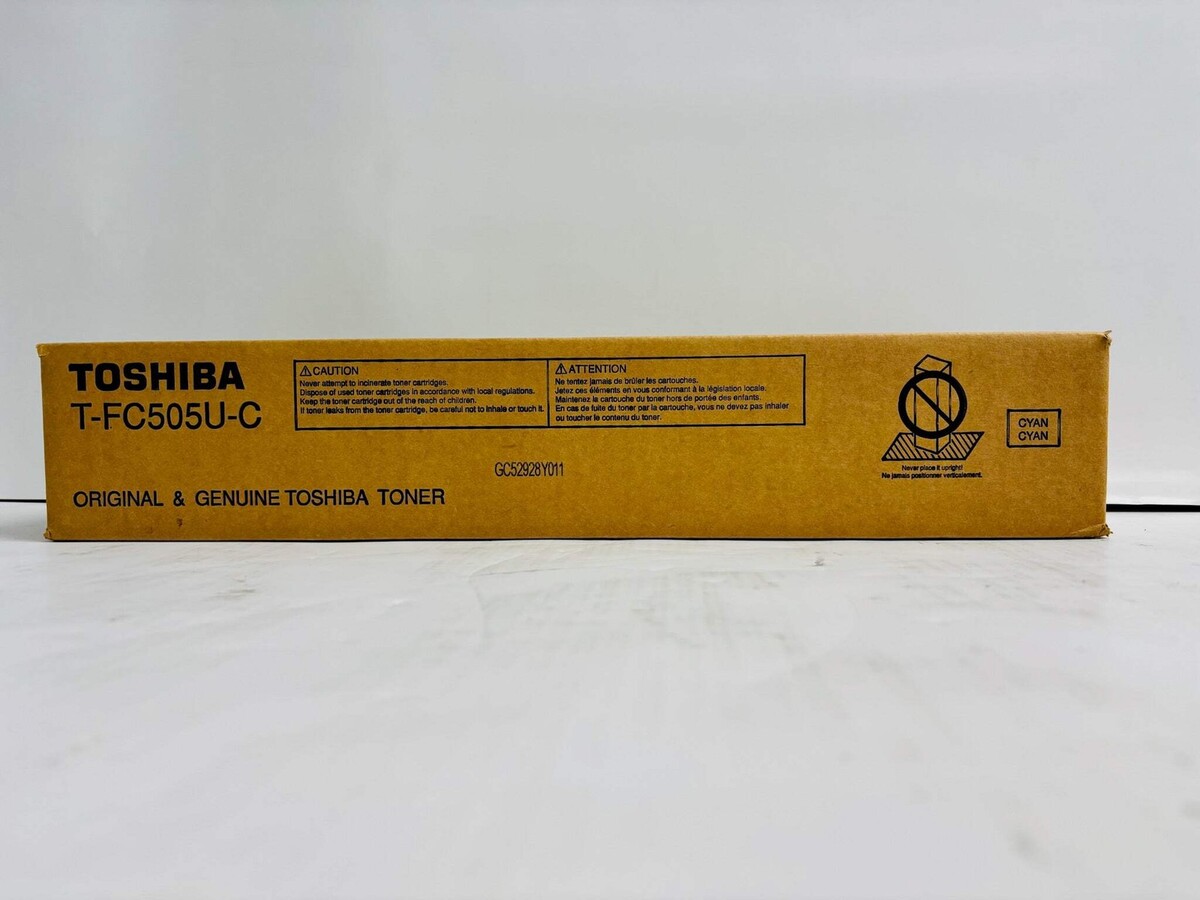 TOSHIBA
T-FC505U-C
⚠CAUTION
Never attempt to incinerate toner cartridges.
Dispose of used toner cartridges in accordance with local regulations.
Keep the toner cartridge out of the reach of children.
If toner leaks from the toner cartridge, be careful not to inhale or touch it.
⚠ATTENTION
Ne tentez jamais de brûler les cartouches.
Jetez ces éléments en vous conformant à la législation locale.
Maintenez la cartouche du toner hors de portée des enfants.
En cas de fuite du toner par la cartouche, vous ne devez pas inhaler
ou toucher le contenu du toner.
GC52928Y011
ORIGINAL & GENUINE TOSHIBA TONER
Never place it upright!
Ne jamais positionner verticalement.
CYAN
CYAN